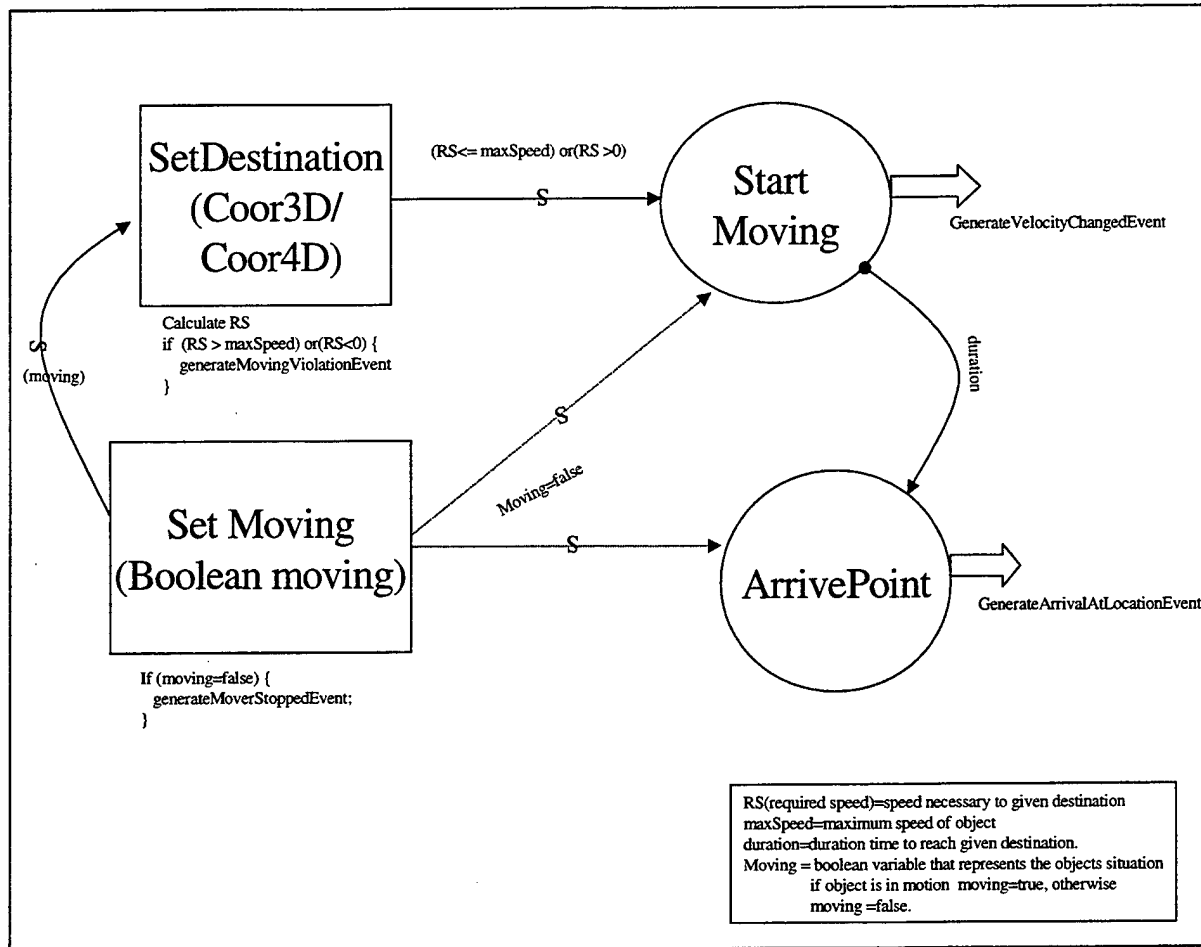 SetDestination
(Coor3D/
Coor4D)
(RS<= maxSpeed) or(RS >0)
S
Start
Moving
GenerateVelocityChangedEvent
Calculate RS
if (RS > maxSpeed) or(RS<0) {
generateMovingViolationEvent
}
S
(moving)
duration
S
Moving=false
Set Moving
(Boolean moving)
S
ArrivePoint
GenerateArrivalAtLocationEvent
If (moving=false) {
generateMoverStoppedEvent;
}
RS(required speed)=speed necessary to given destination
maxSpeed=maximum speed of object
duration=duration time to reach given destination.
Moving = boolean variable that represents the objects situation
if object is in motion moving=true, otherwise
moving =false.